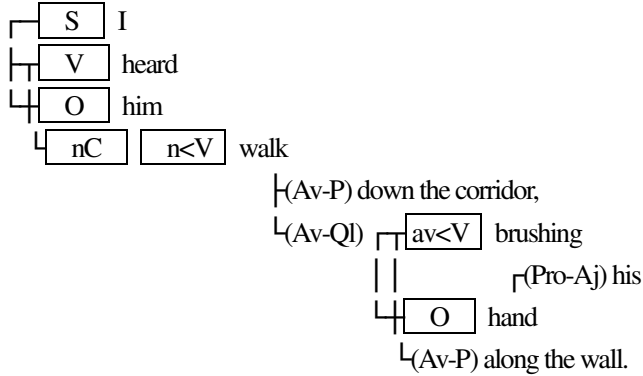 S I
V heard
O him
nC n<V walk
(Av-P) down the corridor,
(Av-Ql) av<V brushing
(Pro-Aj) his
O hand
(Av-P) along the wall.